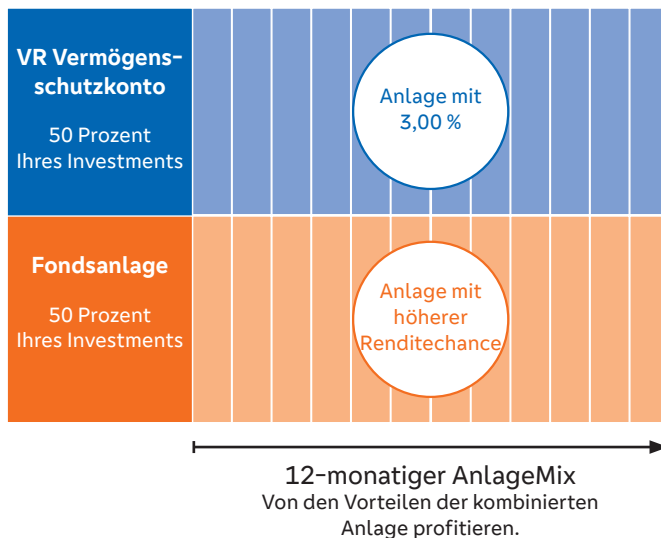 VR Vermögens-
schutzkonto
50 Prozent
Ihres Investments
Anlage mit
3,00 %
Fondsanlage
50 Prozent
Ihres Investments
Anlage mit
höherer
Renditechance
12-monatiger AnlageMix
Von den Vorteilen der kombinierten
Anlage profitieren.